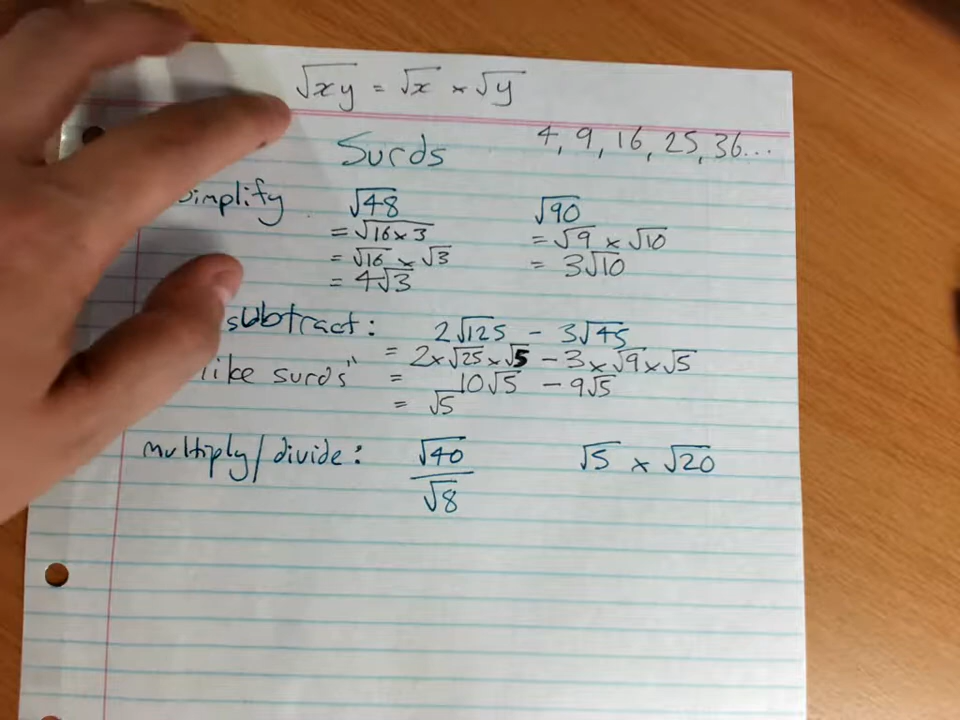 √xy = √x × √y
Surds
4, 9, 16, 25, 36...
√48
√90
= √16×3
= √9 × √10
= √16 × √3
= 3√10
= 4√3
subtract: 2√125 - 3√45
= 2×√25×√5 - 3×√9×√5
like surds" = 10√5 - 9√5
= √5
multiply/divide: √40 / √8
√5 × √20